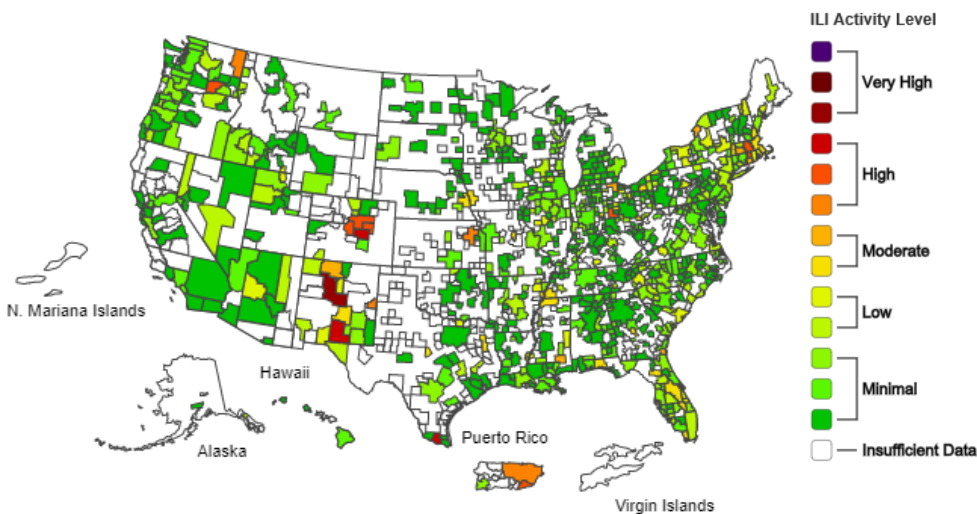 ILI Activity Level
Very High
High
Moderate
Low
Minimal
Insufficient Data
N. Mariana Islands
Hawaii
Alaska
Puerto Rico
Virgin Islands